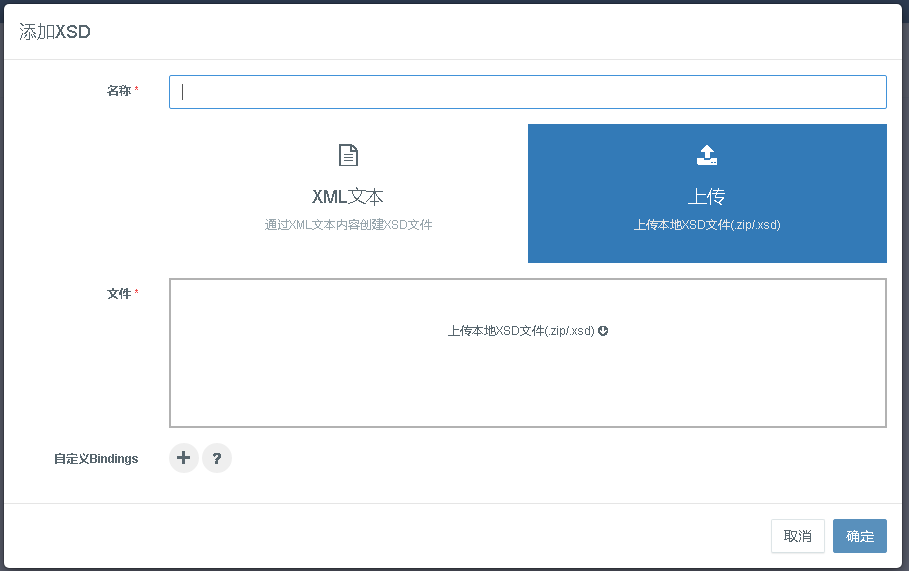 添加XSD
名称 *
XML文本
通过XML文本内容创建XSD文件
上传
上传本地XSD文件(.zip/.xsd)
文件 *
上传本地XSD文件(.zip/.xsd)
自定义Bindings
?
取消
确定